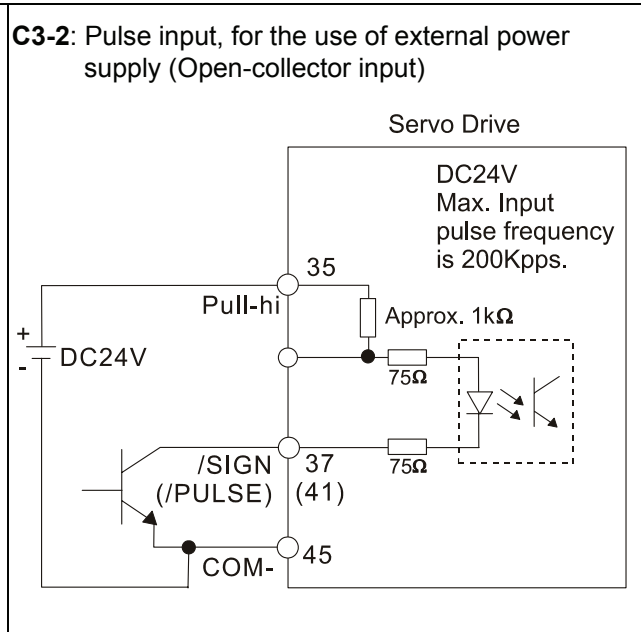 C3-2: Pulse input, for the use of external power
supply (Open-collector input)
Servo Drive
DC24V
Max. Input
pulse frequency
is 200Kpps.
35
Pull-hi
Approx. 1kΩ
+
-
DC24V
75Ω
/SIGN
(/PULSE)
37
(41)
75Ω
COM-
45